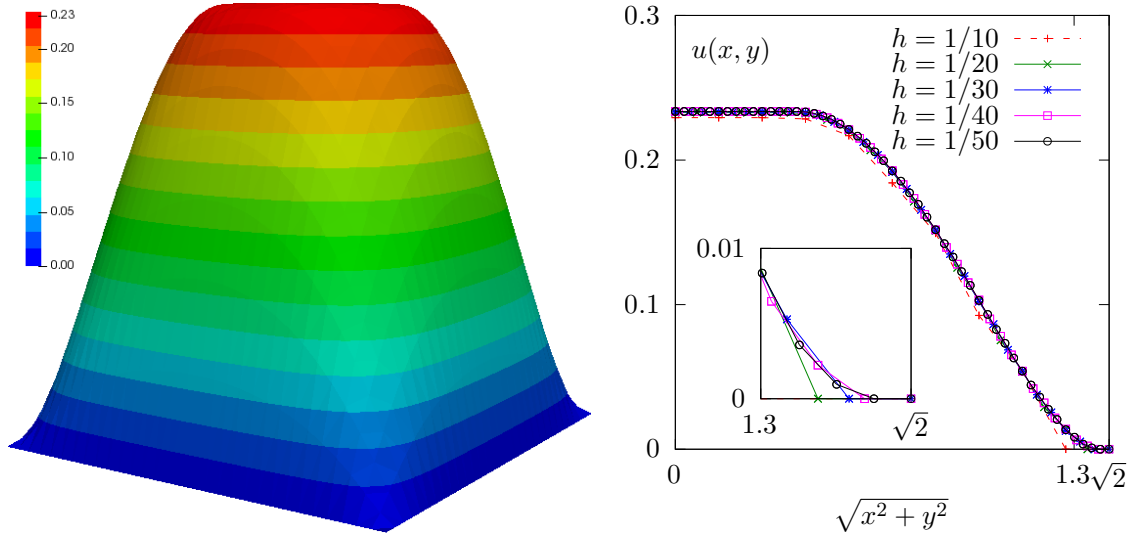 0.23
0.20
0.15
0.10
0.05
0.00
0.3
0.2
0.1
0
u(x, y)
h = 1/10
h = 1/20
h = 1/30
h = 1/40
h = 1/50
0.01
0
1.3
√2
0
1.3
√2
√x² + y²